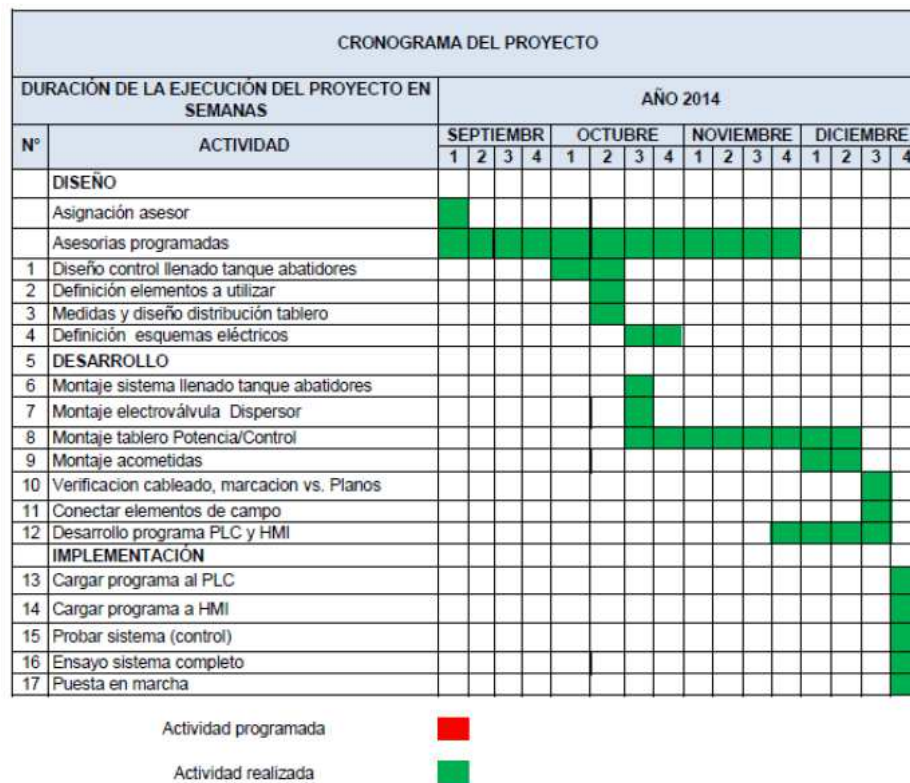 CRONOGRAMA DEL PROYECTO
DURACIÓN DE LA EJECUCIÓN DEL PROYECTO EN
SEMANAS
AÑO 2014
N° ACTIVIDAD SEPTIEMBR OCTUBRE NOVIEMBRE DICIEMBRE
1 2 3 4 1 2 3 4 1 2 3 4 1 2 3 4
DISEÑO
Asignación asesor
Asesorias programadas
1 Diseño control llenado tanque abatidores
2 Definición elementos a utilizar
3 Medidas y diseño distribución tablero
4 Definición esquemas eléctricos
5 DESARROLLO
6 Montaje sistema llenado tanque abatidores
7 Montaje electroválvula Dispersor
8 Montaje tablero Potencia/Control
9 Montaje acometidas
10 Verificacion cableado, marcacion vs. Planos
11 Conectar elementos de campo
12 Desarrollo programa PLC y HMI
IMPLEMENTACIÓN
13 Cargar programa al PLC
14 Cargar programa a HMI
15 Probar sistema (control)
16 Ensayo sistema completo
17 Puesta en marcha
Actividad programada
Actividad realizada